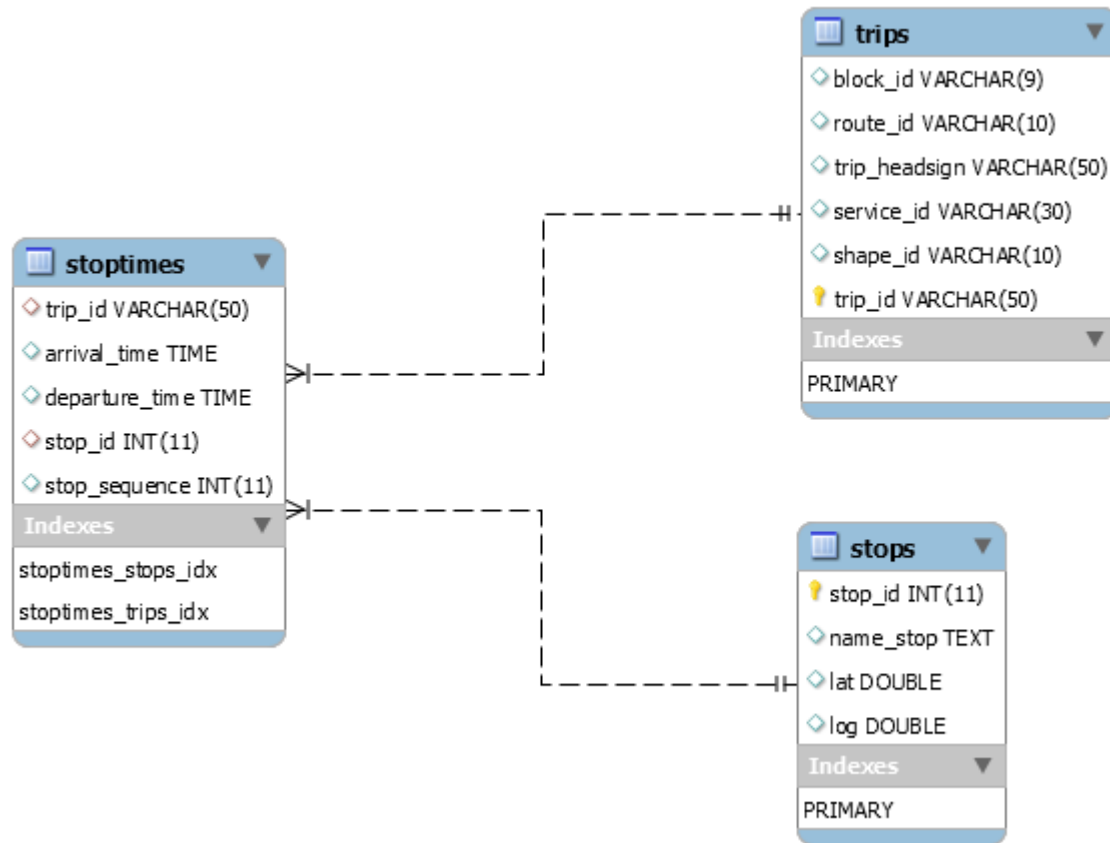 trips
block_id VARCHAR(9)
route_id VARCHAR(10)
trip_headsign VARCHAR(50)
service_id VARCHAR(30)
shape_id VARCHAR(10)
trip_id VARCHAR(50)
Indexes
PRIMARY
stoptimes
trip_id VARCHAR(50)
arrival_time TIME
departure_time TIME
stop_id INT(11)
stop_sequence INT(11)
Indexes
stoptimes_stops_idx
stoptimes_trips_idx
stops
stop_id INT(11)
name_stop TEXT
lat DOUBLE
log DOUBLE
Indexes
PRIMARY